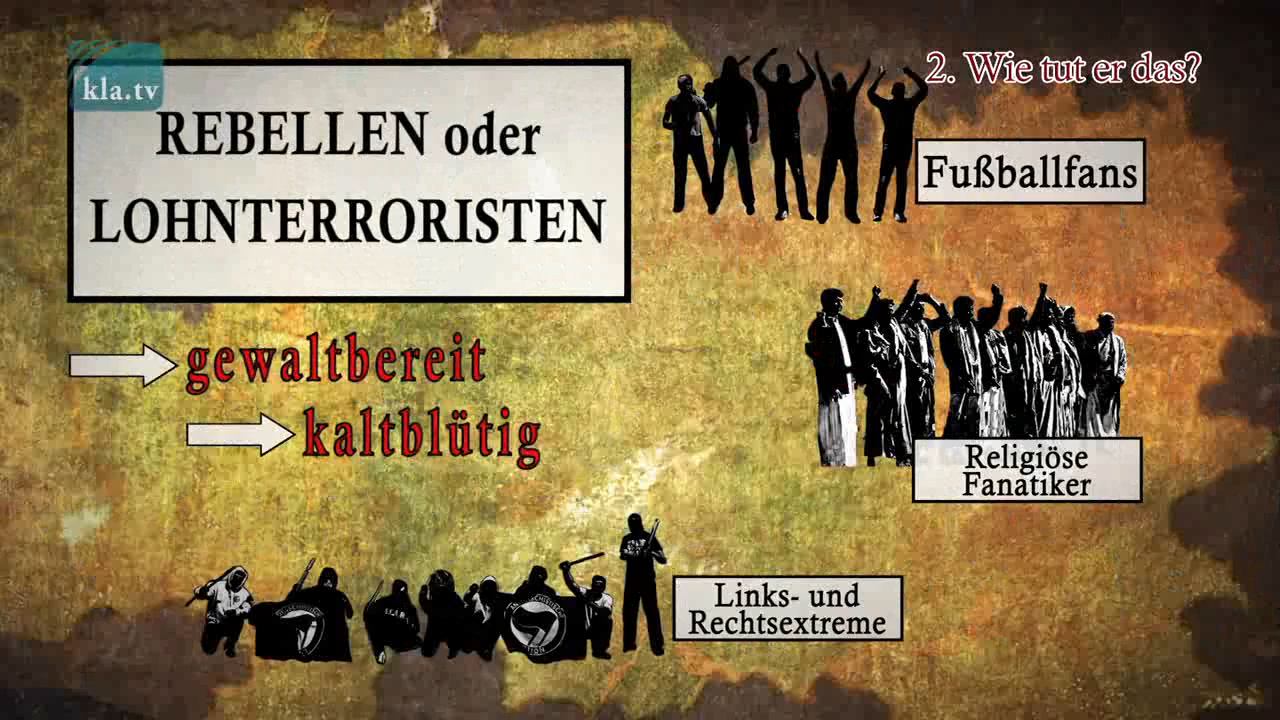 kla.tv
2. Wie tut er das?
REBELLEN oder
LOHNTERRORISTEN
Fußballfans
gewaltbereit
kaltblütig
Religiöse
Fanatiker
Links- und
Rechtsextreme